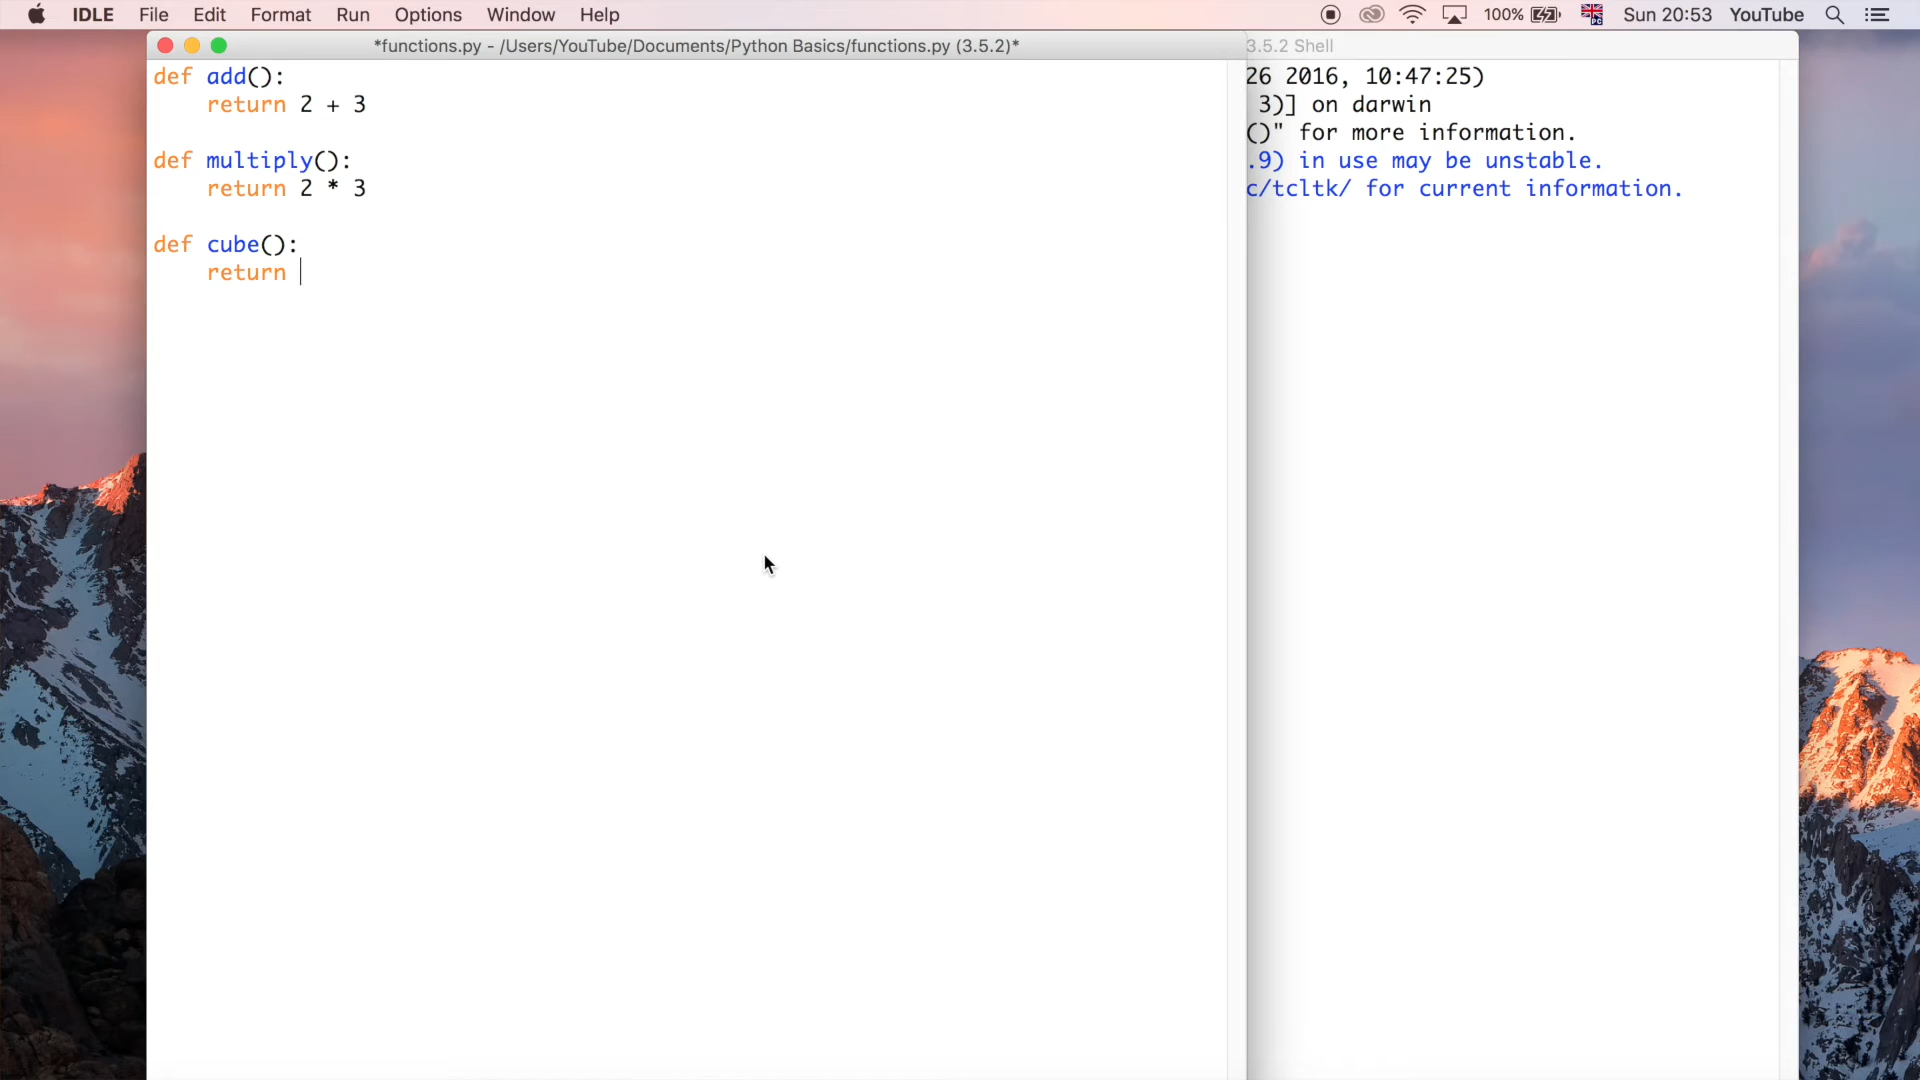 IDLE File Edit Format Run Options Window Help 100% Sun 20:53 YouTube
*functions.py - /Users/YouTube/Documents/Python Basics/functions.py (3.5.2)*
3.5.2 Shell
def add():
    return 2 + 3
def multiply():
    return 2 * 3
def cube():
    return
26 2016, 10:47:25)
3)] on darwin
()" for more information.
.9) in use may be unstable.
c/tcltk/ for current information.